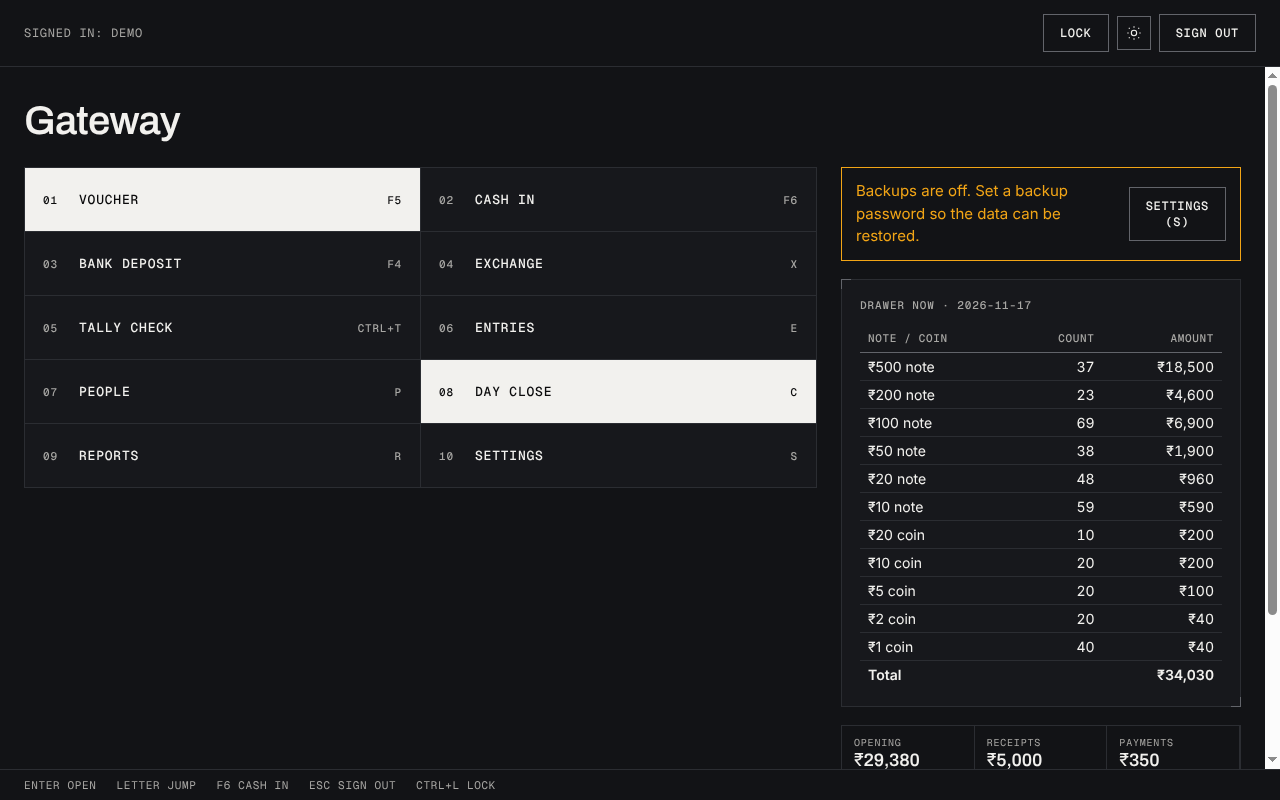 SIGNED IN: DEMO
LOCK
SIGN OUT
Gateway
01 VOUCHER F5
02 CASH IN F6
03 BANK DEPOSIT F4
04 EXCHANGE X
05 TALLY CHECK CTRL+T
06 ENTRIES E
07 PEOPLE P
08 DAY CLOSE C
09 REPORTS R
10 SETTINGS S
Backups are off. Set a backup
password so the data can be
restored.
SETTINGS
(S)
DRAWER NOW · 2026-11-17
NOTE / COIN COUNT AMOUNT
₹500 note 37 ₹18,500
₹200 note 23 ₹4,600
₹100 note 69 ₹6,900
₹50 note 38 ₹1,900
₹20 note 48 ₹960
₹10 note 59 ₹590
₹20 coin 10 ₹200
₹10 coin 20 ₹200
₹5 coin 20 ₹100
₹2 coin 20 ₹40
₹1 coin 40 ₹40
Total ₹34,030
OPENING RECEIPTS PAYMENTS
₹29,380 ₹5,000 ₹350
ENTER OPEN LETTER JUMP F6 CASH IN ESC SIGN OUT CTRL+L LOCK